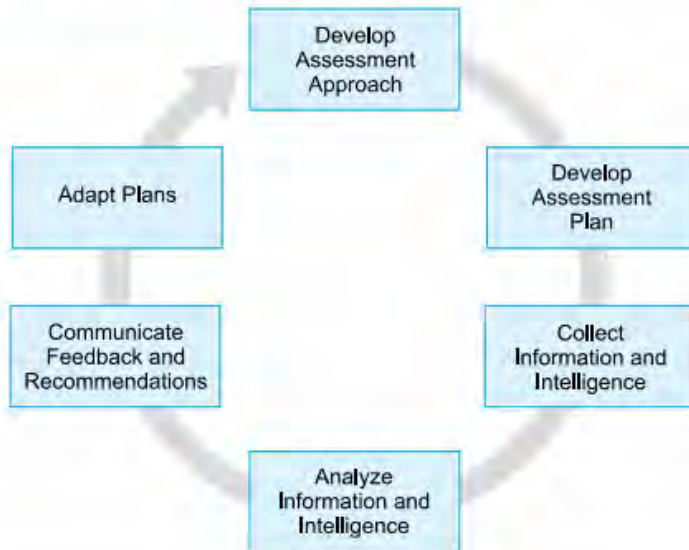 Develop
Assessment
Approach
Develop
Assessment
Plan
Collect
Information and
Intelligence
Analyze
Information and
Intelligence
Communicate
Feedback and
Recommendations
Adapt Plans